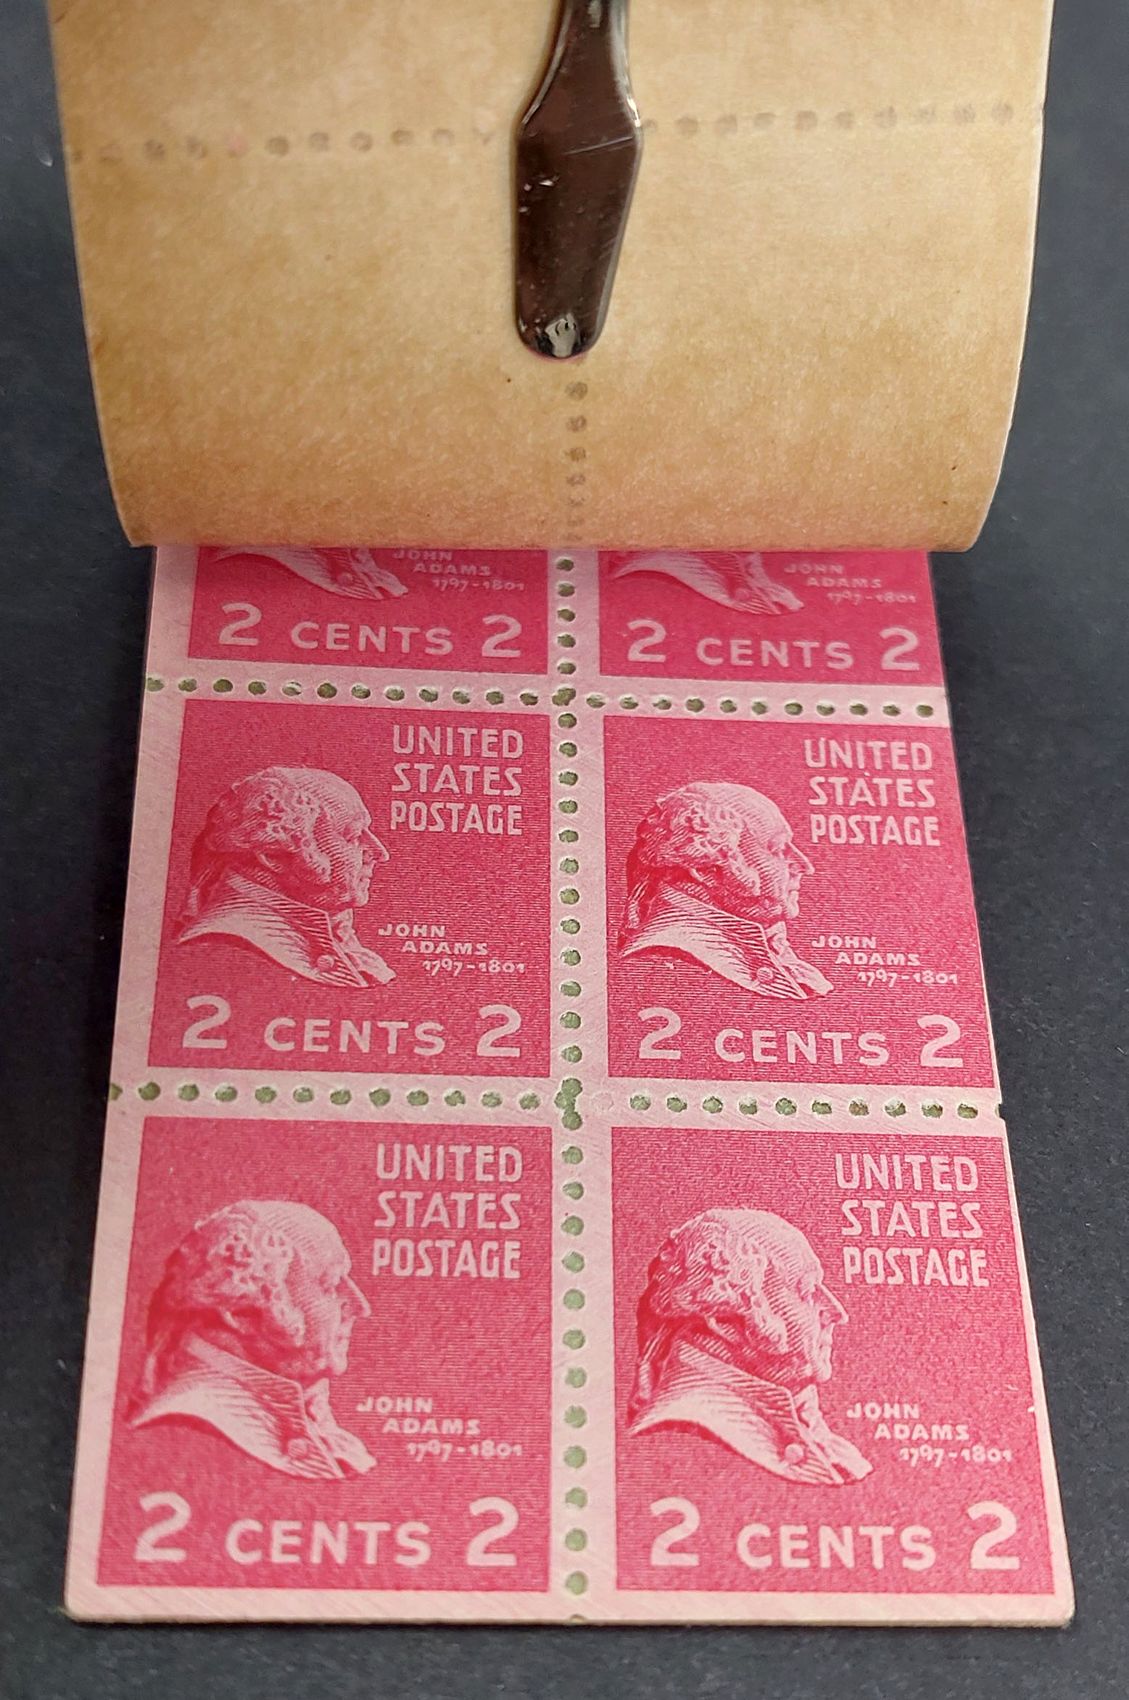 JOHN
ADAMS
1797-1801
2 CENTS 2
JOHN
ADAMS
1797-1801
2 CENTS 2
UNITED
STATES
POSTAGE
JOHN
ADAMS
1797-1801
2 CENTS 2
UNITED
STATES
POSTAGE
JOHN
ADAMS
1797-1801
2 CENTS 2
UNITED
STATES
POSTAGE
JOHN
ADAMS
1797-1801
2 CENTS 2
UNITED
STATES
POSTAGE
JOHN
ADAMS
1797-1801
2 CENTS 2